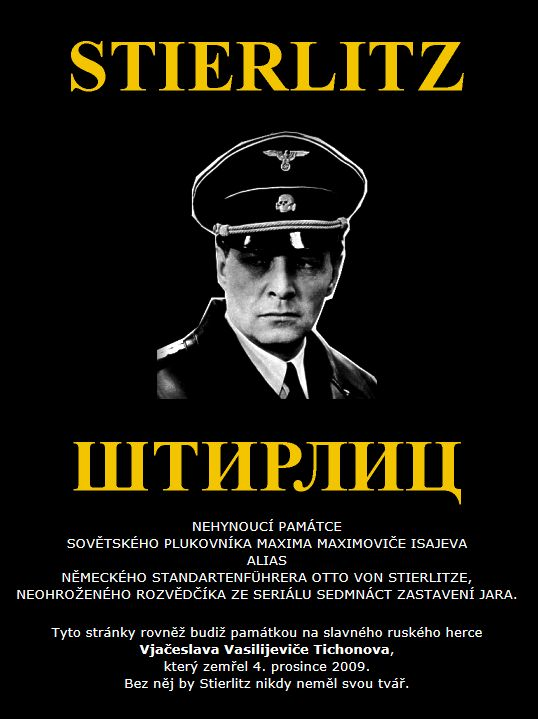 STIERLITZ
ШТИРЛИЦ
NEHYNOUCÍ PAMÁTCE
SOVĚTSKÉHO PLUKOVNÍKA MAXIMA MAXIMOVIČE ISAJEVA
ALIAS
NĚMECKÉHO STANDARTENFÜHRERA OTTO VON STIERLITZE,
NEOHROŽENÉHO ROZVĚDČÍKA ZE SERIÁLU SEDMNÁCT ZASTAVENÍ JARA.
Tyto stránky rovněž budiž památkou na slavného ruského herce
Vjačeslava Vasilijeviče Tichonova,
který zemřel 4. prosince 2009.
Bez něj by Stierlitz nikdy neměl svou tvář.